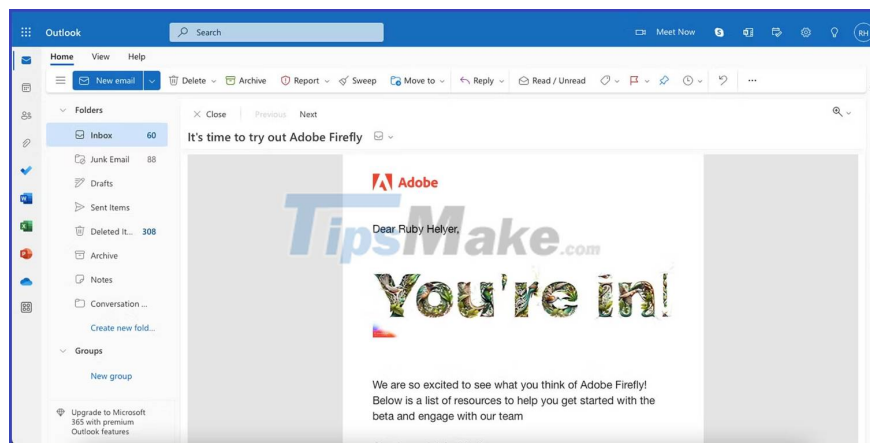 Outlook
Search
Meet Now
RH
Home View Help
New email Delete Archive Report Sweep Move to Reply Read / Unread ...
Folders
Inbox 60
Junk Email 88
Drafts
Sent Items
Deleted It... 308
Archive
Notes
Conversation ...
Create new fold...
Groups
New group
Upgrade to Microsoft
365 with premium
Outlook features
Close Previous Next
It's time to try out Adobe Firefly
Adobe
Dear Ruby Helyer,
TipsMake.com
You're in!
We are so excited to see what you think of Adobe Firefly!
Below is a list of resources to help you get started with the
beta and engage with our team